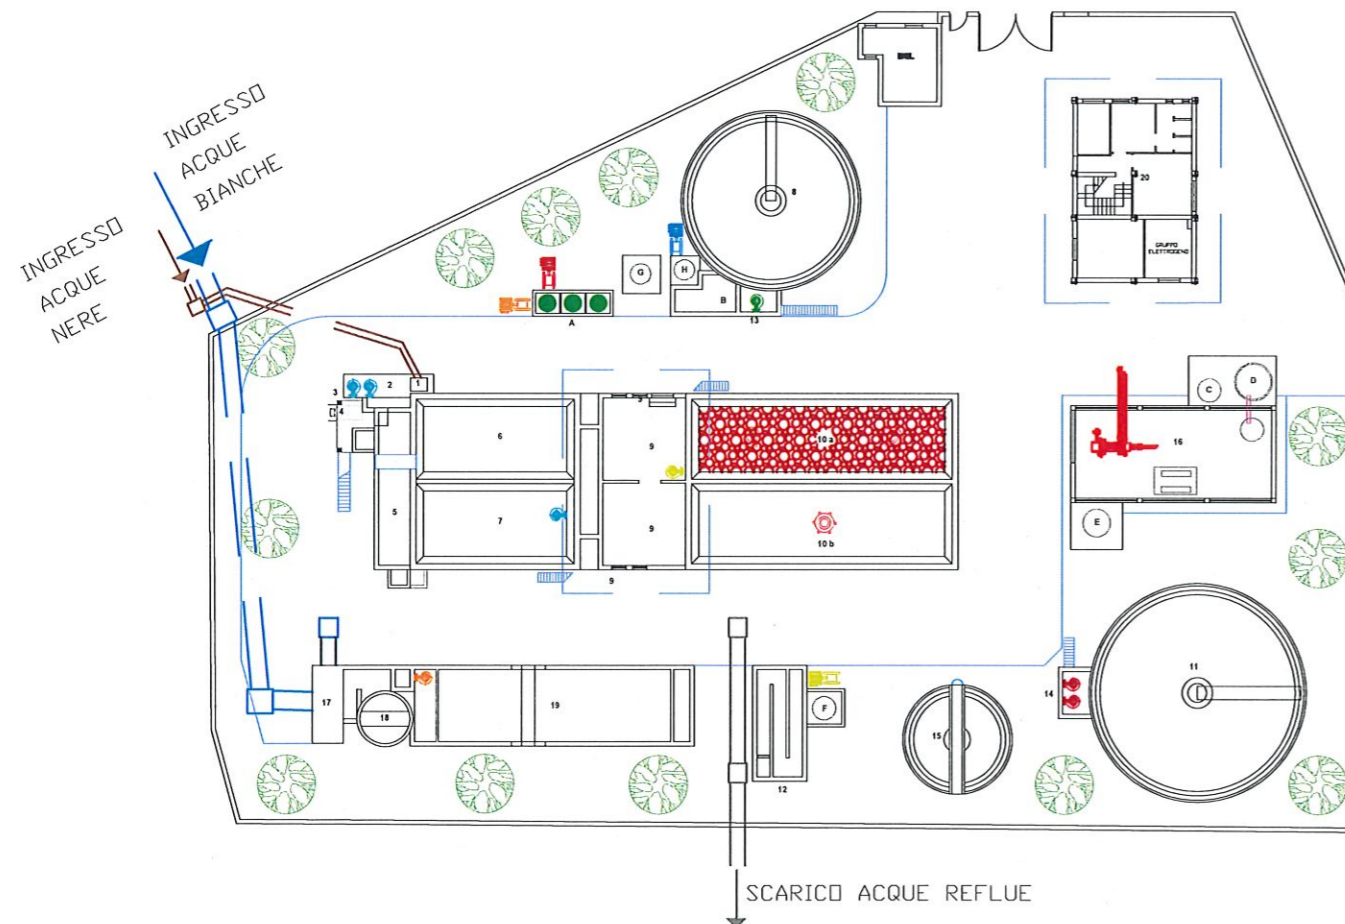 INGRESSO
ACQUE
BIANCHE
INGRESSO
ACQUE
NERE
8
20
GRUPPO
ELETTROGENO
G
H
B
A
13
1
2
3
4
5
6
7
9
9
9
10 a
10 b
C
D
16
E
11
14
15
12
F
17
18
19
SCARICO ACQUE REFLUE